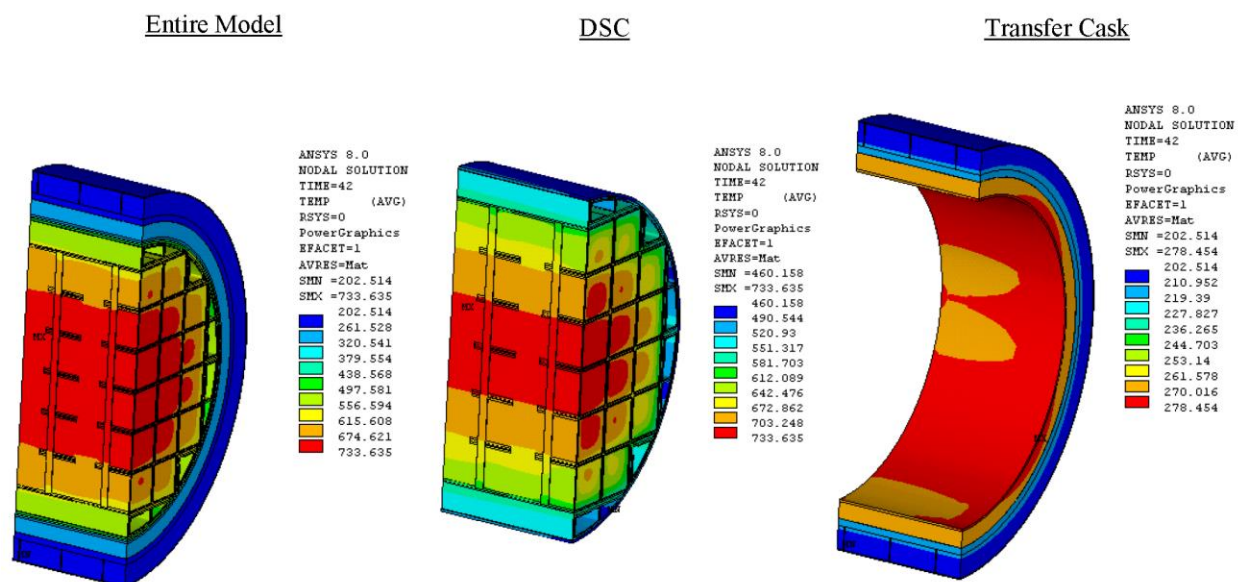 Entire Model
DSC
Transfer Cask
ANSYS 8.0
NODAL SOLUTION
TIME=42
TEMP (AVG)
RSYS=0
PowerGraphics
EFACET=1
AVRES=Mat
SMN =202.514
SMX =733.635
202.514
261.528
320.541
379.554
438.568
497.581
556.594
615.608
674.621
733.635
MX
ANSYS 8.0
NODAL SOLUTION
TIME=42
TEMP (AVG)
RSYS=0
PowerGraphics
EFACET=1
AVRES=Mat
SMN =460.158
SMX =733.635
460.158
490.544
520.93
551.317
581.703
612.089
642.476
672.862
703.248
733.635
MX
MN
ANSYS 8.0
NODAL SOLUTION
TIME=42
TEMP (AVG)
RSYS=0
PowerGraphics
EFACET=1
AVRES=Mat
SMN =202.514
SMX =278.454
202.514
210.952
219.39
227.827
236.265
244.703
253.14
261.578
270.016
278.454